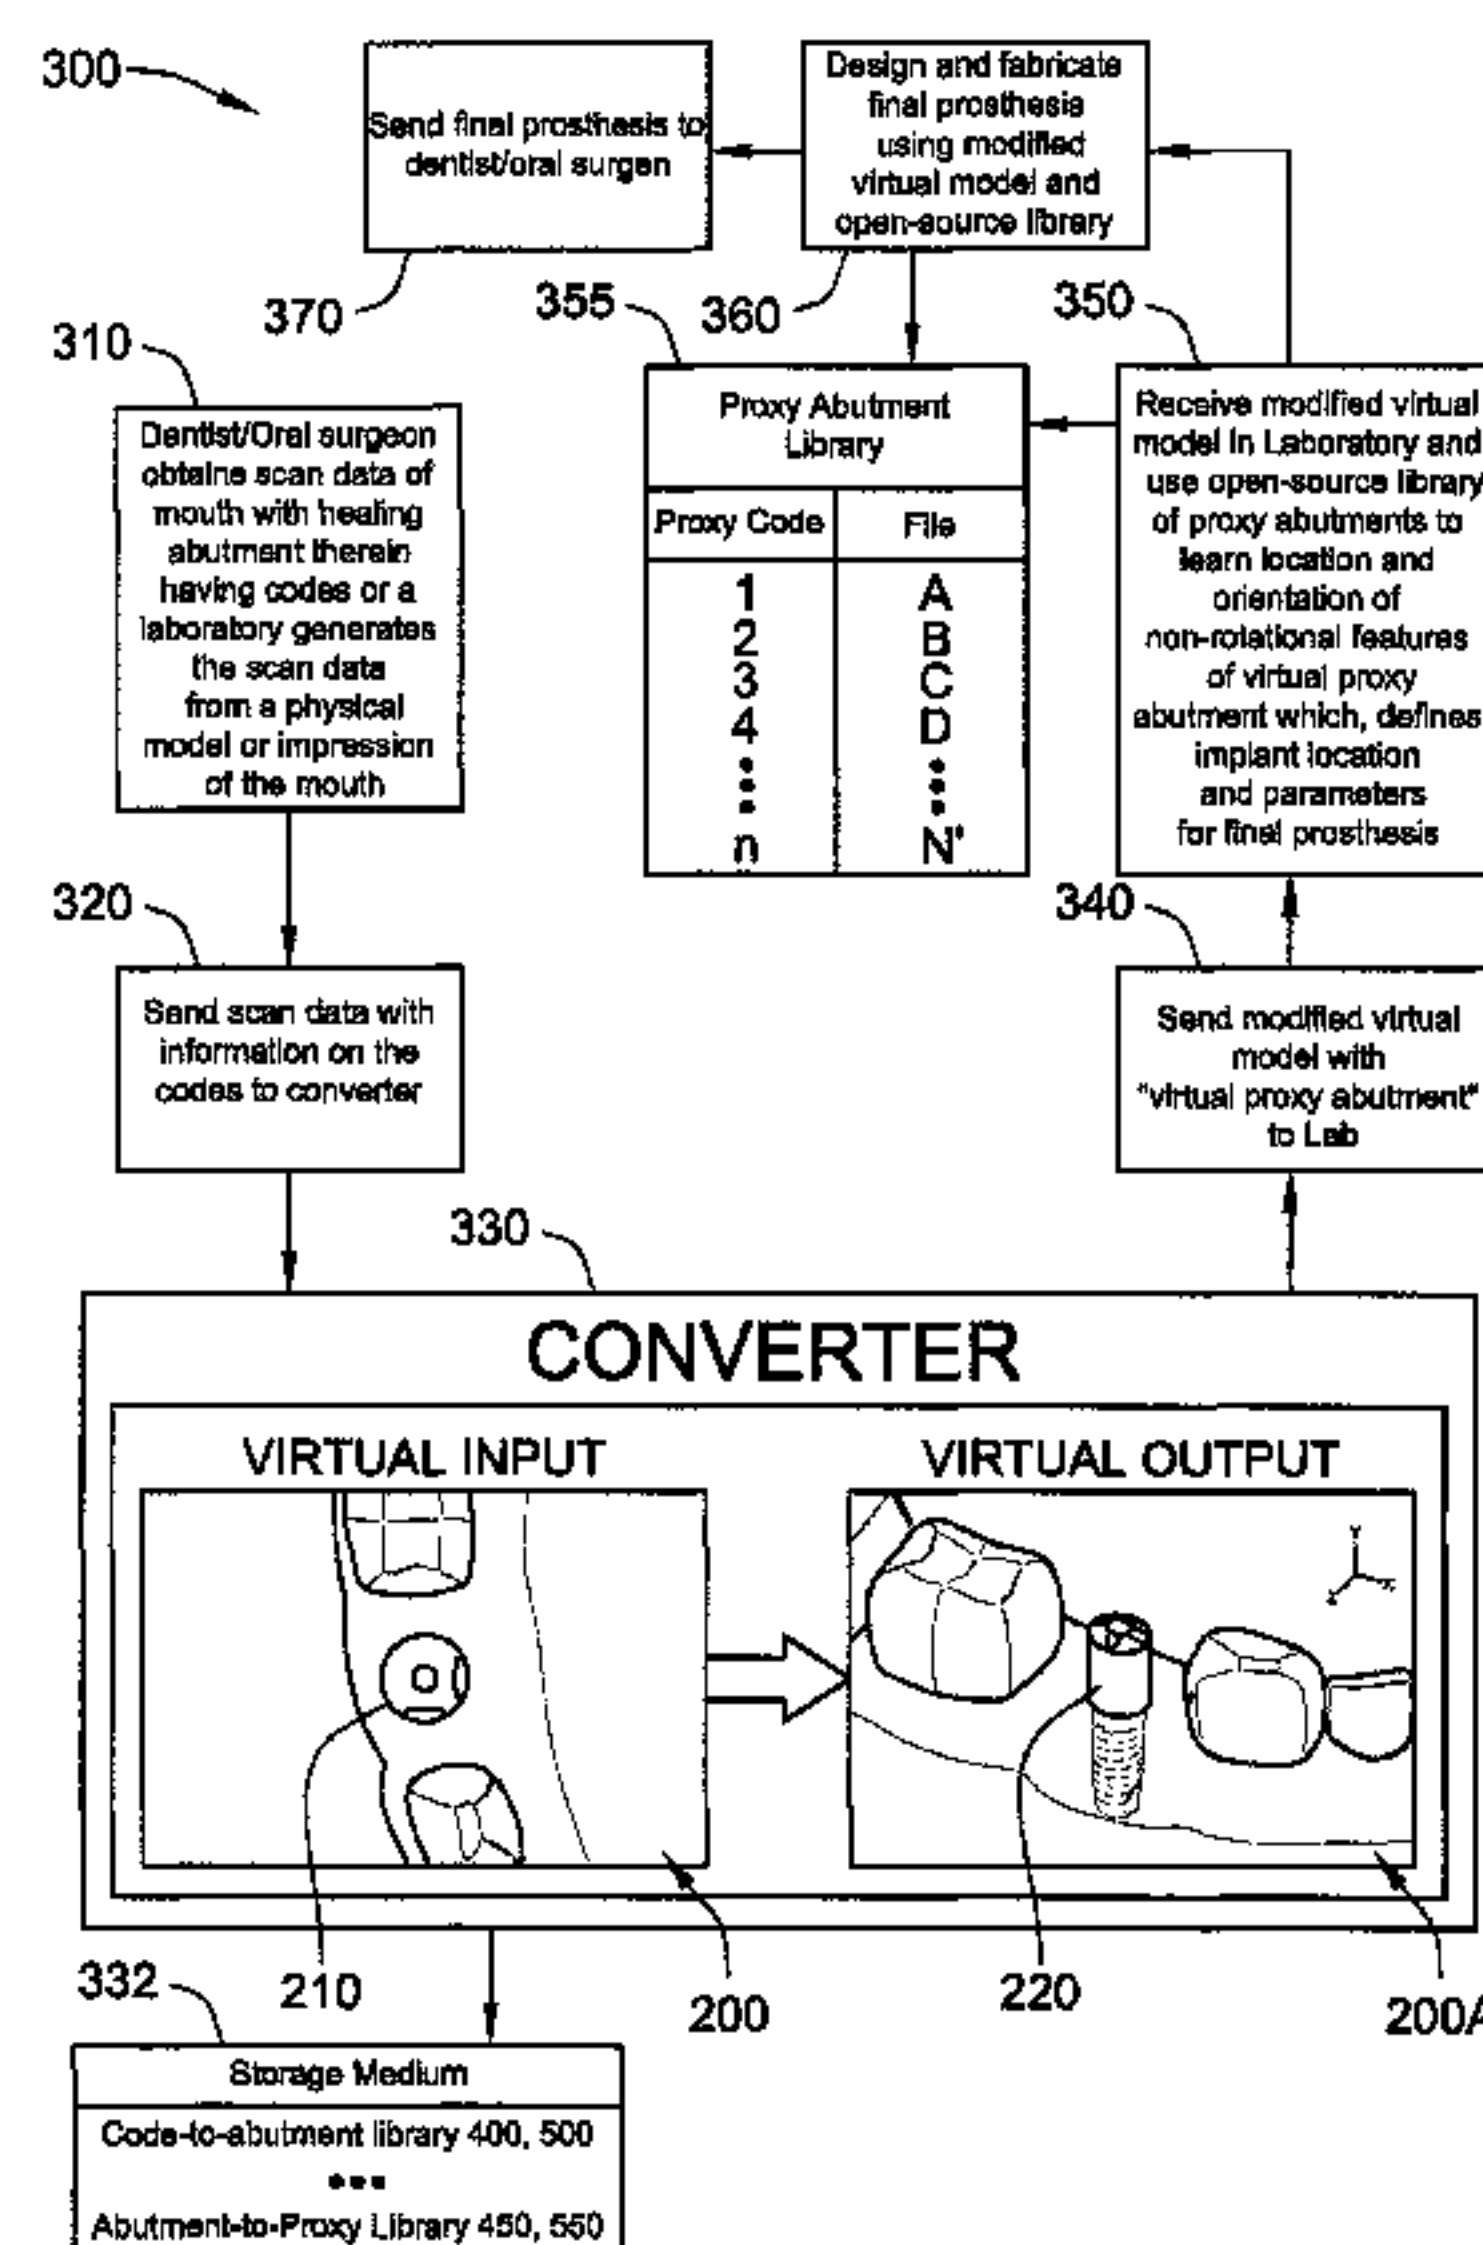 300
Send final prosthesis to
dentist/oral surgen
370
Design and fabricate
final prosthesis
using modified
virtual model and
open-source library
360
355
Proxy Abutment
Library
Proxy Code File
1 A
2 B
3 C
4 D
n N'
350
Receive modified virtual
model in Laboratory and
use open-source library
of proxy abutments to
learn location and
orientation of
non-rotational features
of virtual proxy
abutment which, defines
implant location
and parameters
for final prosthesis
310
Dentist/Oral surgeon
obtains scan data of
mouth with healing
abutment therein
having codes or a
laboratory generates
the scan data
from a physical
model or impression
of the mouth
320
Send scan data with
information on the
codes to converter
340
Send modified virtual
model with
"virtual proxy abutment"
to Lab
330
CONVERTER
VIRTUAL INPUT
VIRTUAL OUTPUT
Y
X
Z
210
200
220
200A
332
Storage Medium
Code-to-abutment library 400, 500
Abutment-to-Proxy Library 450, 550